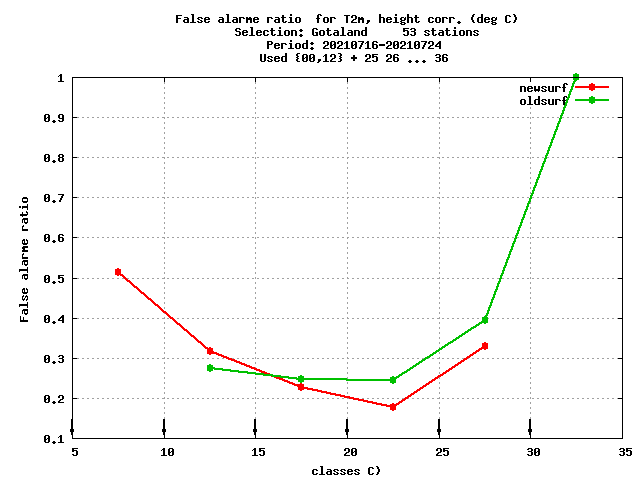 False alarme ratio  for T2m, height corr. (deg C)
Selection: Gotaland     53 stations
Period: 20210716-20210724
Used {00,12} + 25 26 ... 36
newsurf
oldsurf
1
0.9
0.8
0.7
0.6
0.5
0.4
0.3
0.2
0.1
False alarme ratio
5 10 15 20 25 30 35
classes C)